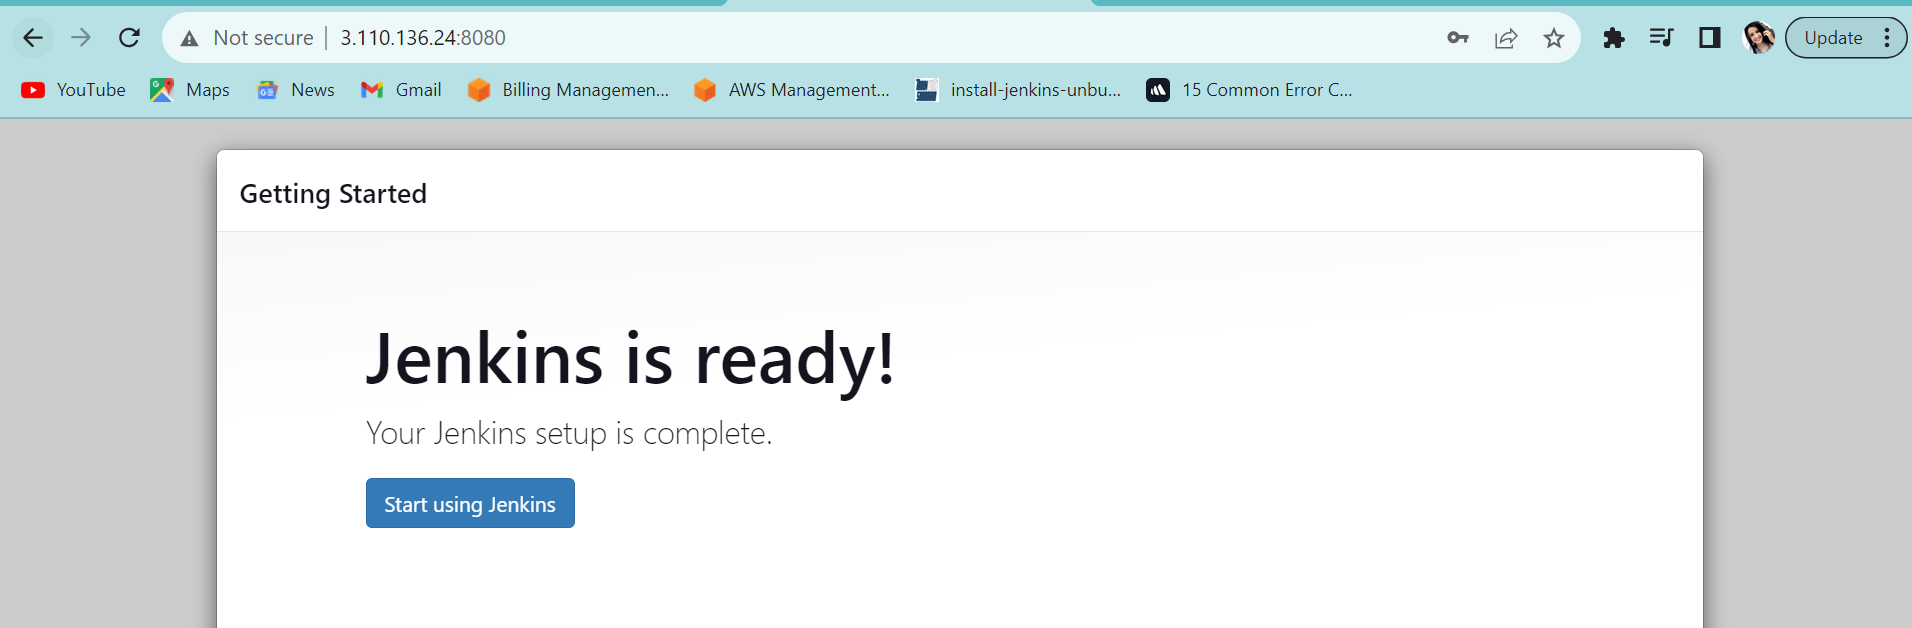 Not secure | 3.110.136.24:8080 Update
YouTube Maps News Gmail Billing Managemen... AWS Management... install-jenkins-unbu... 15 Common Error C...
Getting Started
Jenkins is ready!
Your Jenkins setup is complete.
Start using Jenkins